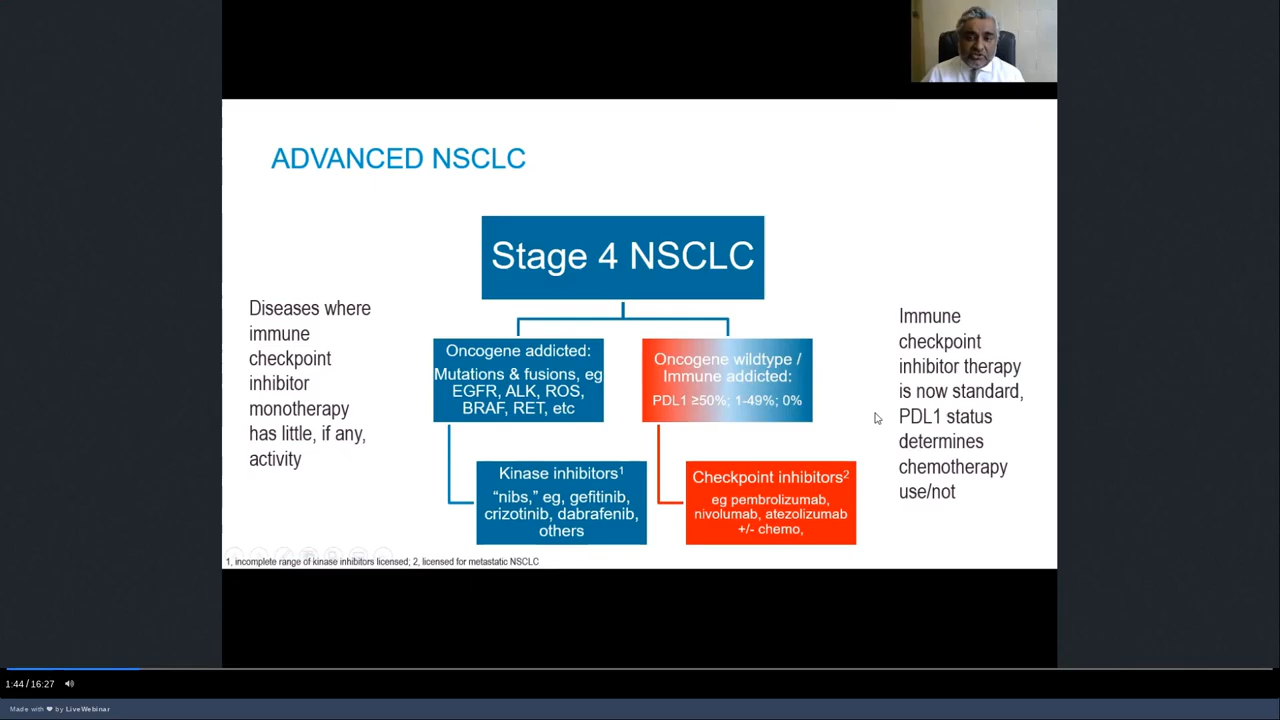 ADVANCED NSCLC
Stage 4 NSCLC
Diseases where
immune
checkpoint
inhibitor
monotherapy
has little, if any,
activity
Oncogene addicted:
Mutations & fusions, eg
EGFR, ALK, ROS,
BRAF, RET, etc
Oncogene wildtype /
Immune addicted:
PDL1 ≥50%; 1-49%; 0%
Immune
checkpoint
inhibitor therapy
is now standard,
PDL1 status
determines
chemotherapy
use/not
Kinase inhibitors¹
“nibs,” eg, gefitinib,
crizotinib, dabrafenib,
others
Checkpoint inhibitors²
eg pembrolizumab,
nivolumab, atezolizumab
+/- chemo,
1, incomplete range of kinase inhibitors licensed; 2, licensed for metastatic NSCLC
1:44 / 16:27
Made with ❤ by LiveWebinar